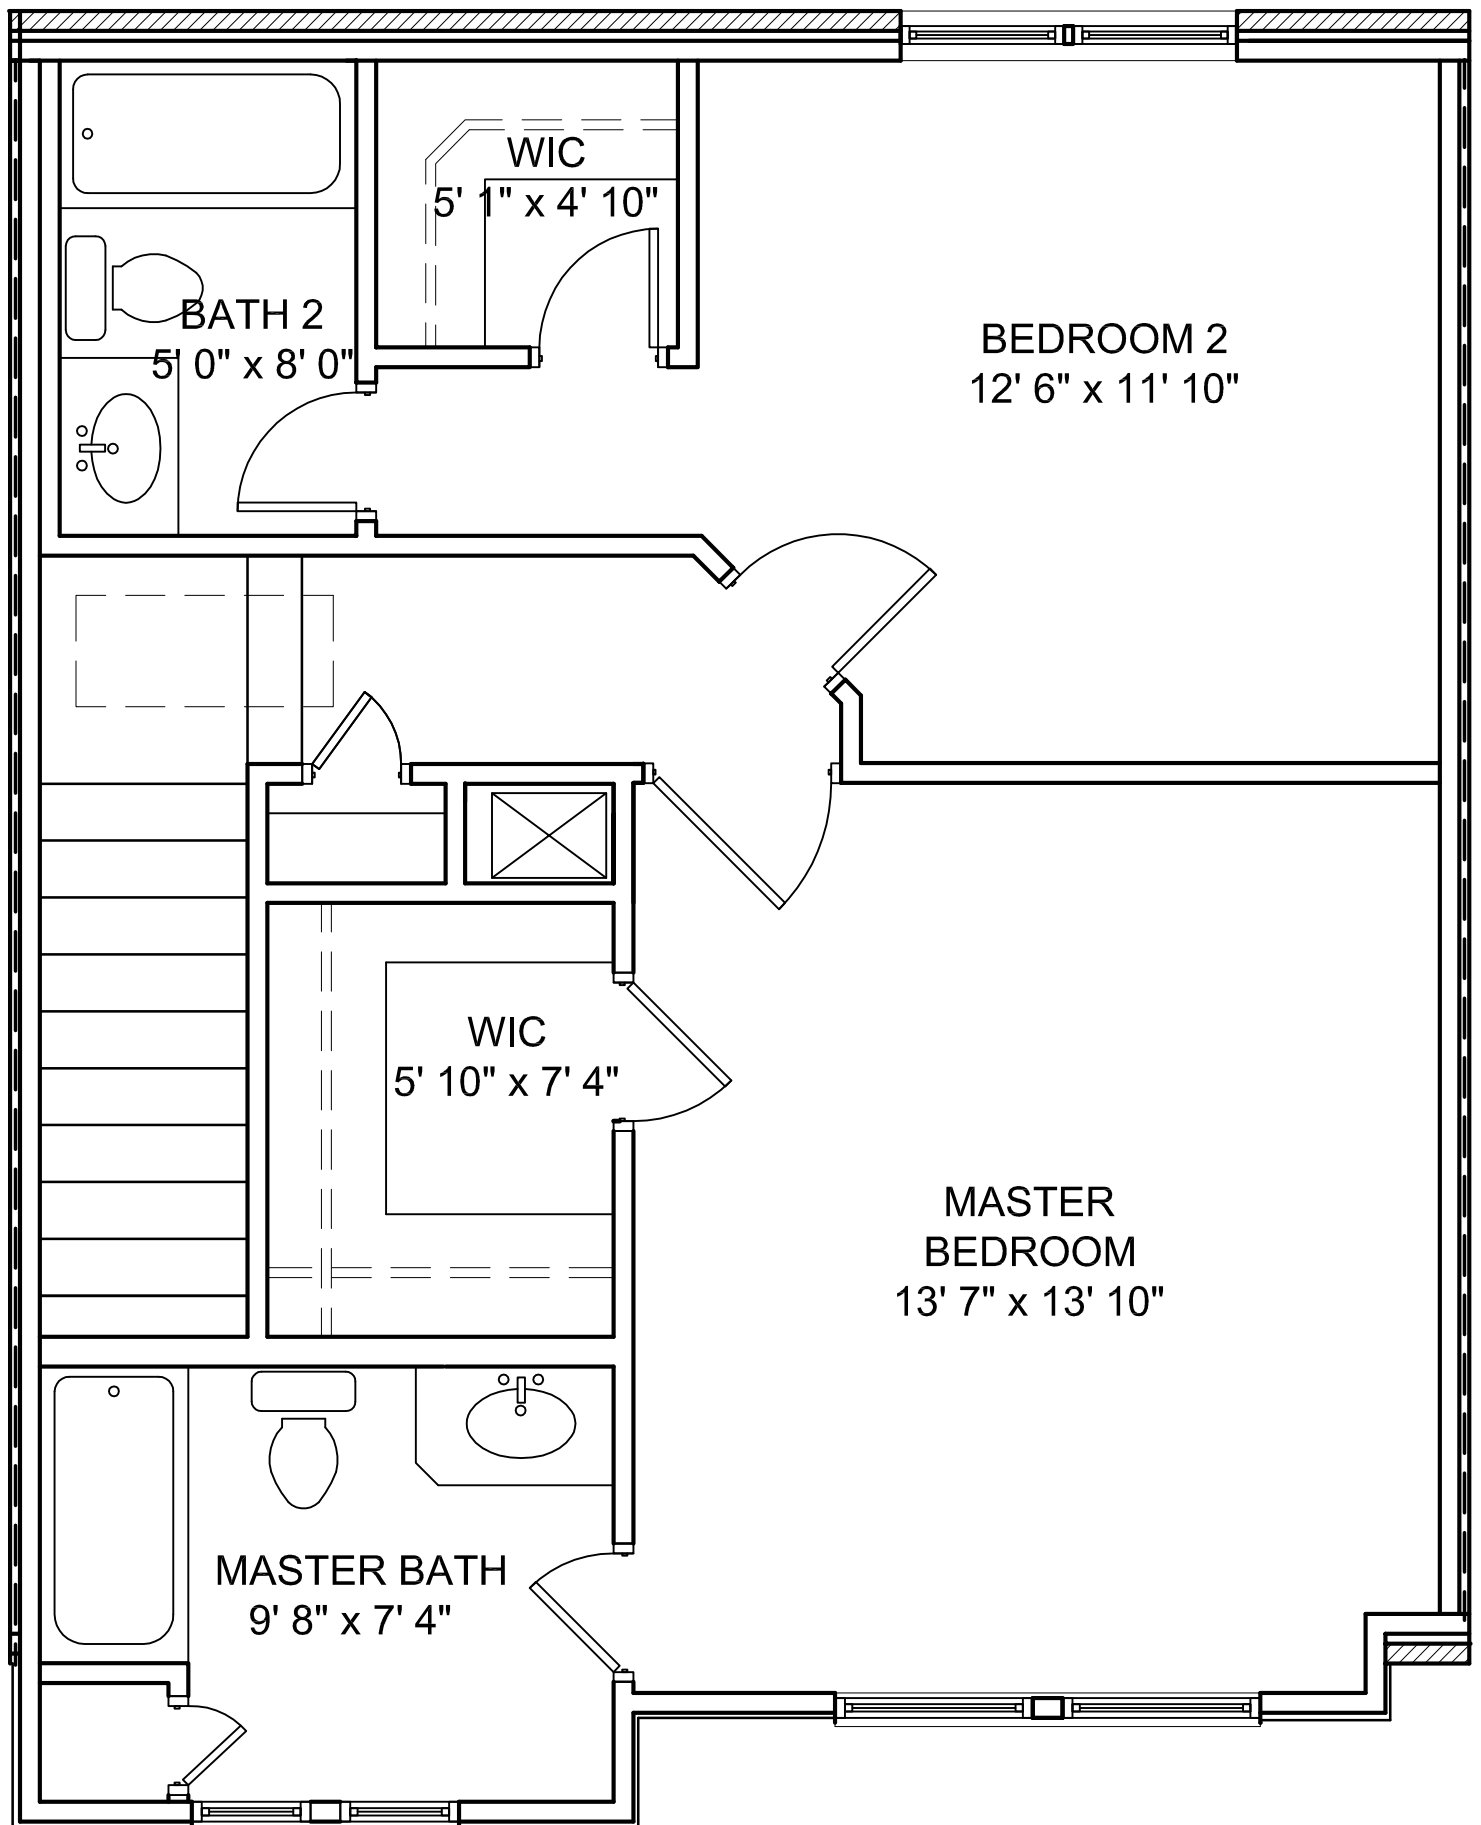 WIC
5' 1" x 4' 10"
BATH 2
5' 0" x 8' 0"
BEDROOM 2
12' 6" x 11' 10"
WIC
5' 10" x 7' 4"
MASTER
BEDROOM
13' 7" x 13' 10"
MASTER BATH
9' 8" x 7' 4"